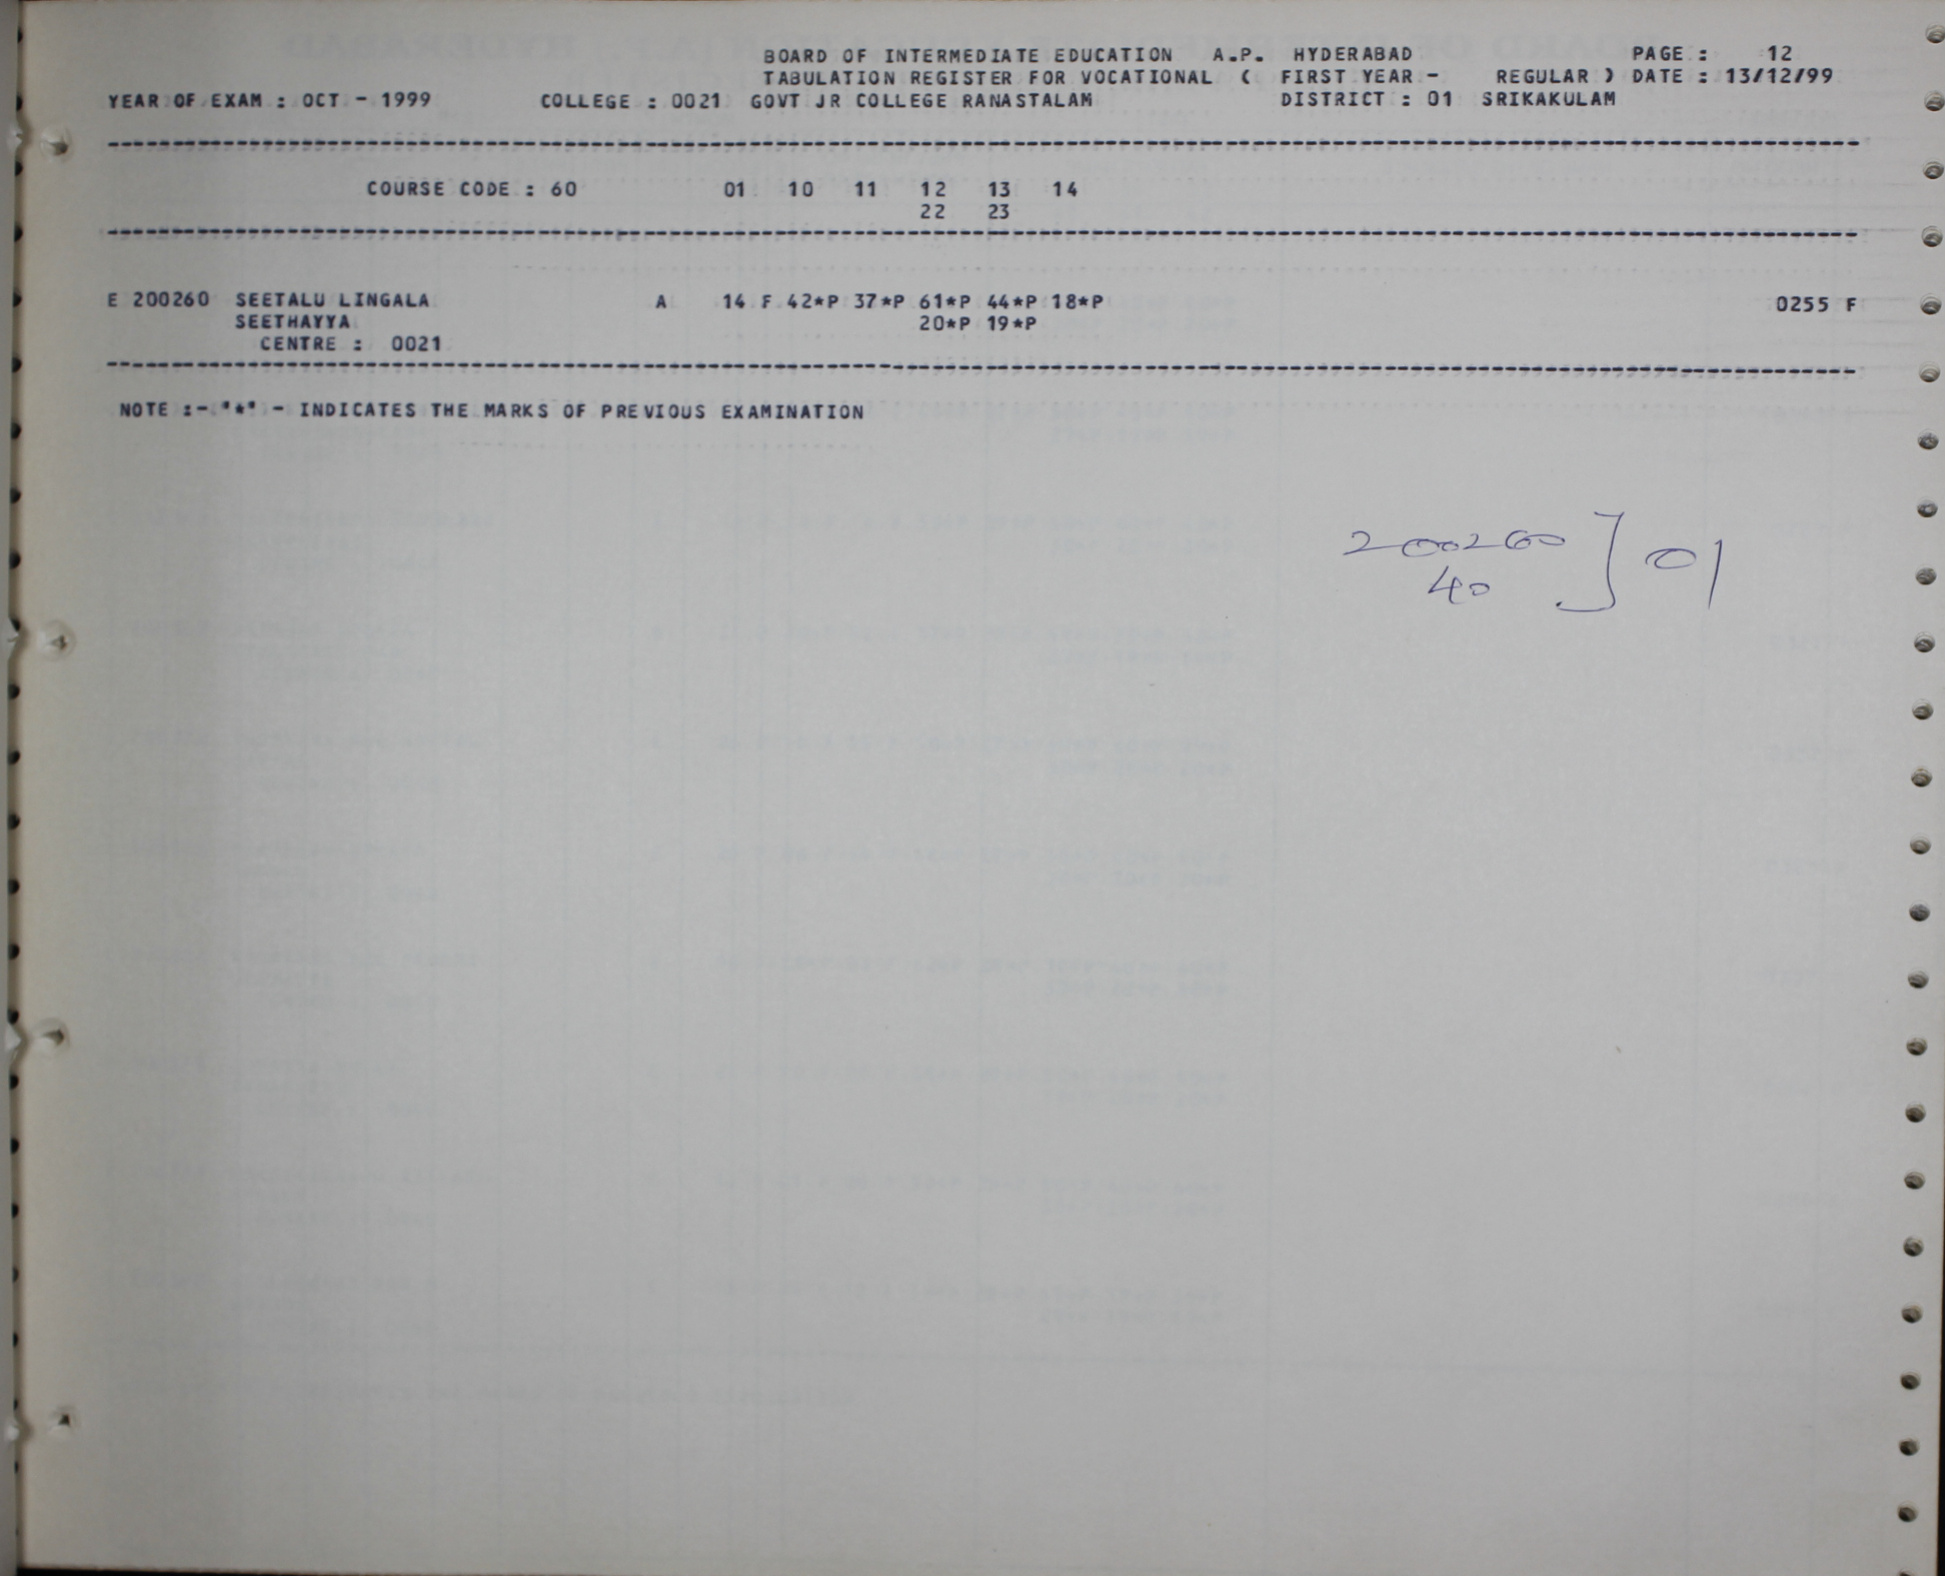 BOARD OF INTERMEDIATE EDUCATION A.P. HYDERABAD PAGE : 12
TABULATION REGISTER FOR VOCATIONAL ( FIRST YEAR - REGULAR ) DATE : 13/12/99
YEAR OF EXAM : OCT - 1999 COLLEGE : 0021 GOVT JR COLLEGE RANASTALAM DISTRICT : 01 SRIKAKULAM
COURSE CODE : 60 01 10 11 12 13 14
22 23
E 200260 SEETALU LINGALA A 14 F 42*P 37*P 61*P 44*P 18*P 0255 F
SEETHAYYA 20*P 19*P
CENTRE : 0021
NOTE :- "*" - INDICATES THE MARKS OF PREVIOUS EXAMINATION
200260 ] 01
40